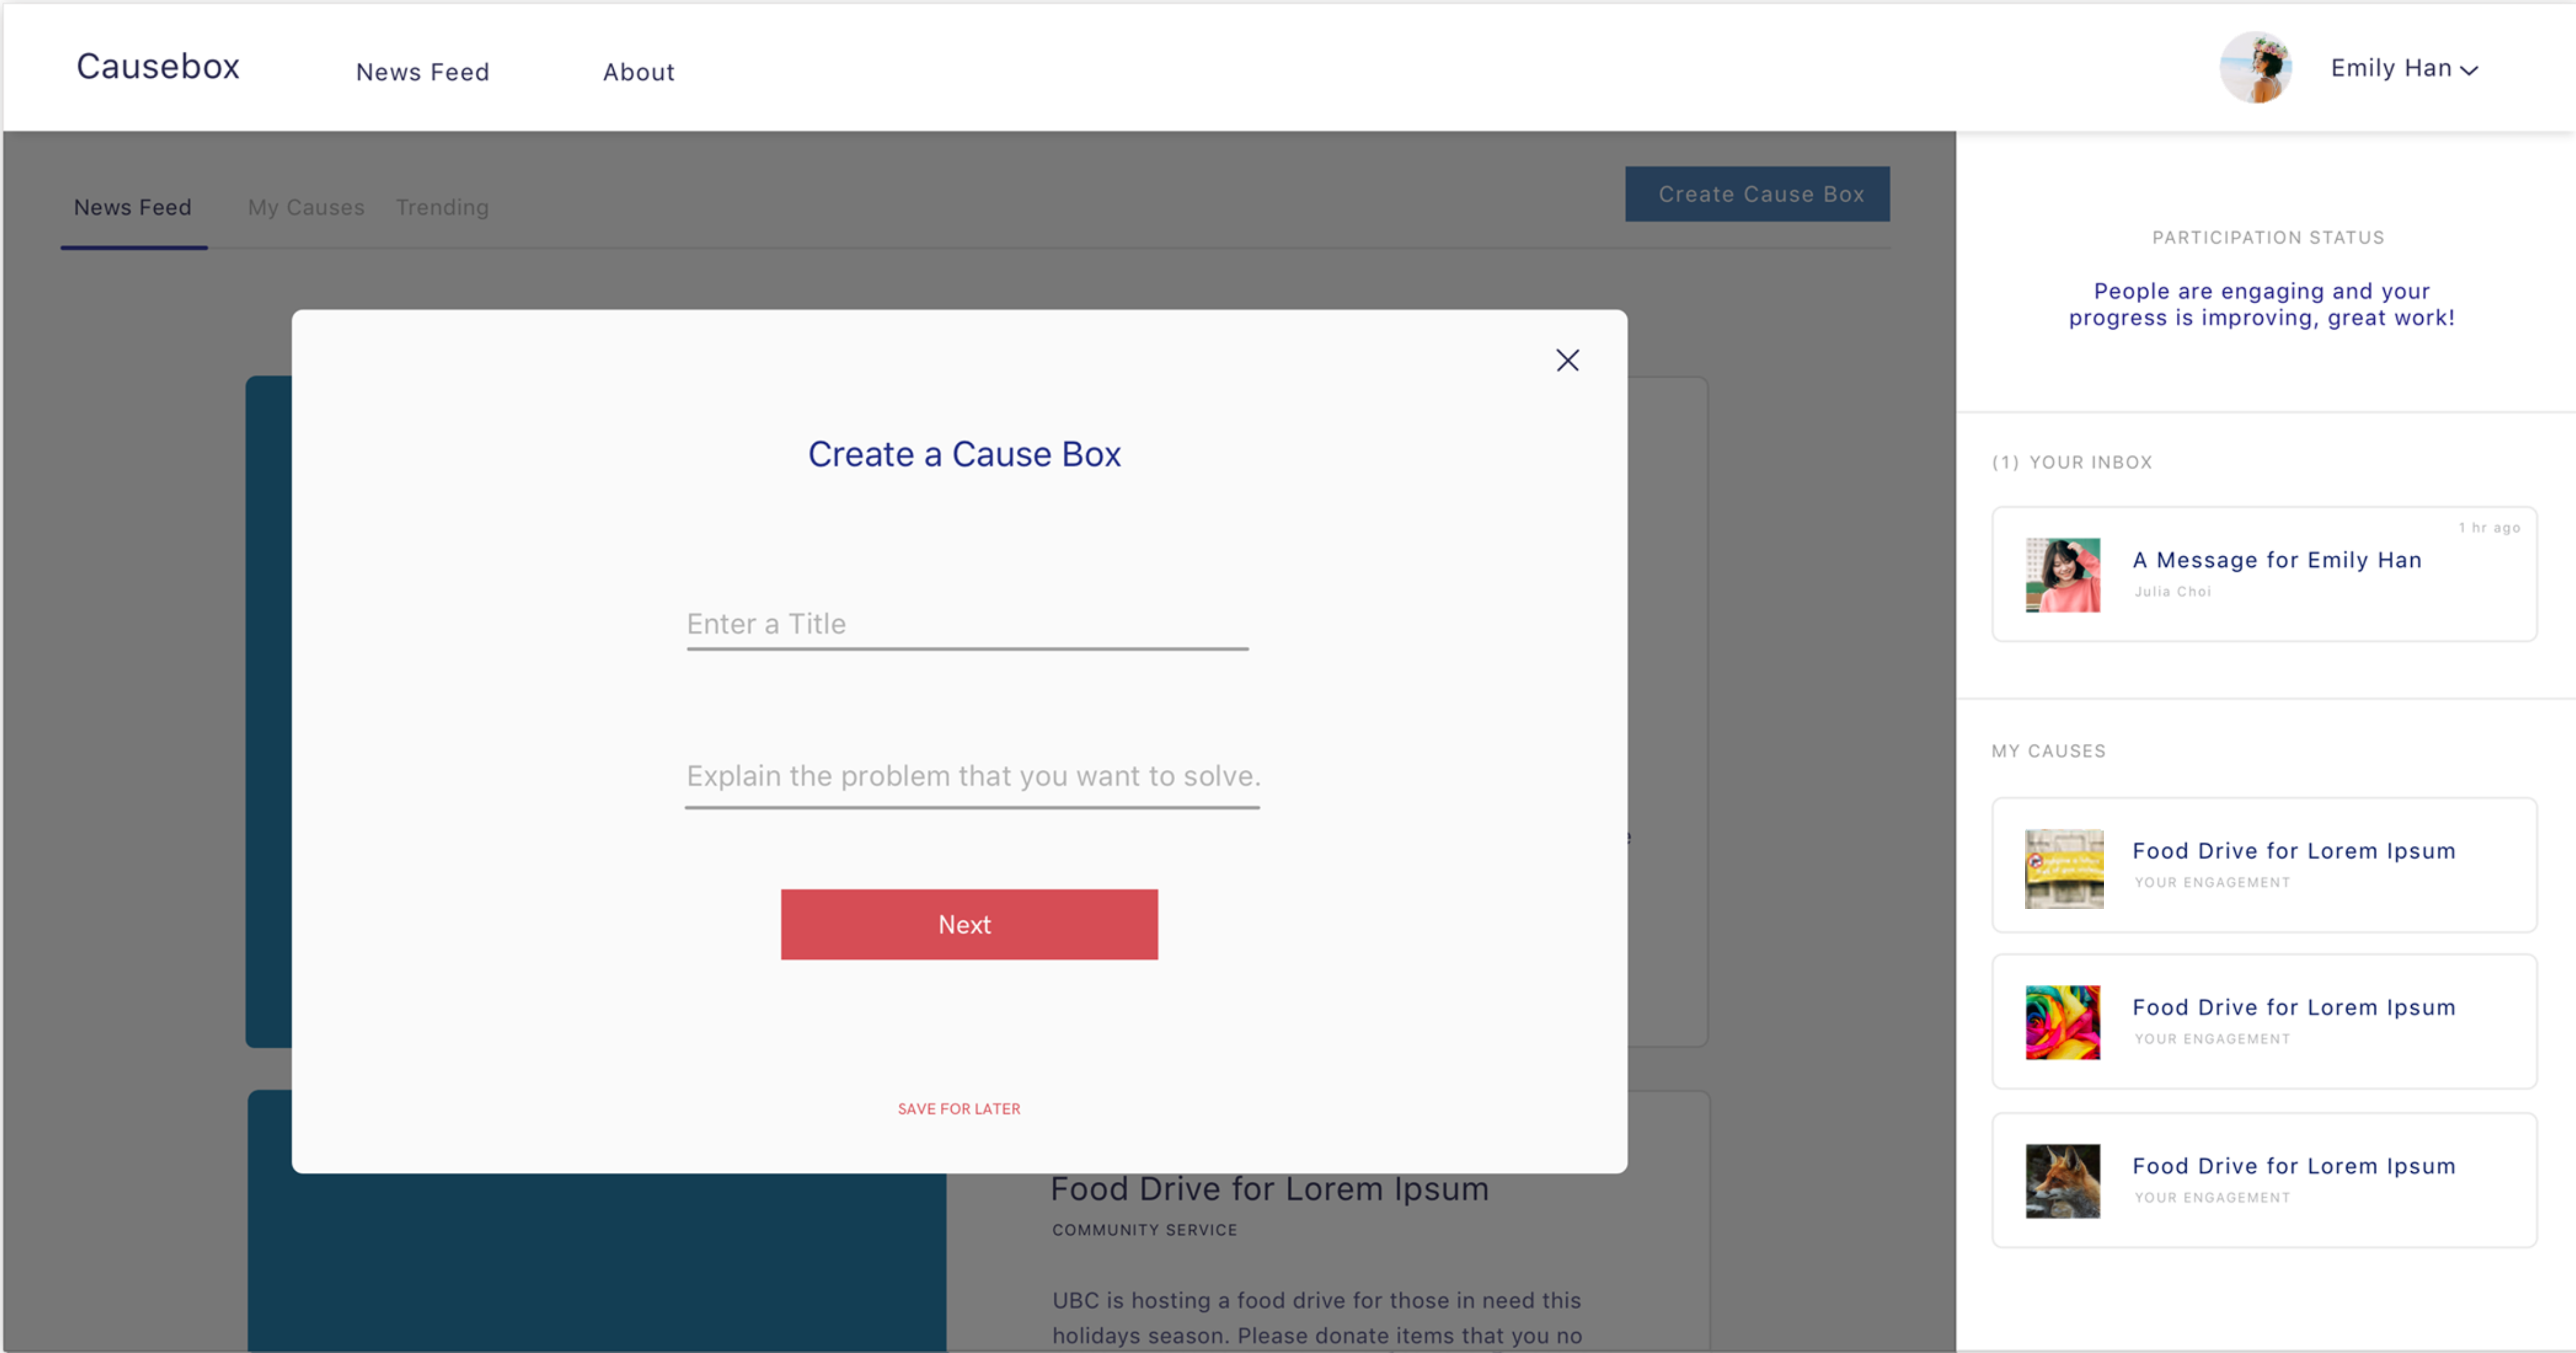 Causebox
News Feed
About
Emily Han
News Feed
My Causes
Trending
Create Cause Box
Create a Cause Box
Enter a Title
Explain the problem that you want to solve.
Next
SAVE FOR LATER
Food Drive for Lorem Ipsum
COMMUNITY SERVICE
UBC is hosting a food drive for those in need this
holidays season. Please donate items that you no
PARTICIPATION STATUS
People are engaging and your
progress is improving, great work!
(1) YOUR INBOX
1 hr ago
A Message for Emily Han
Julia Choi
MY CAUSES
Food Drive for Lorem Ipsum
YOUR ENGAGEMENT
Food Drive for Lorem Ipsum
YOUR ENGAGEMENT
Food Drive for Lorem Ipsum
YOUR ENGAGEMENT